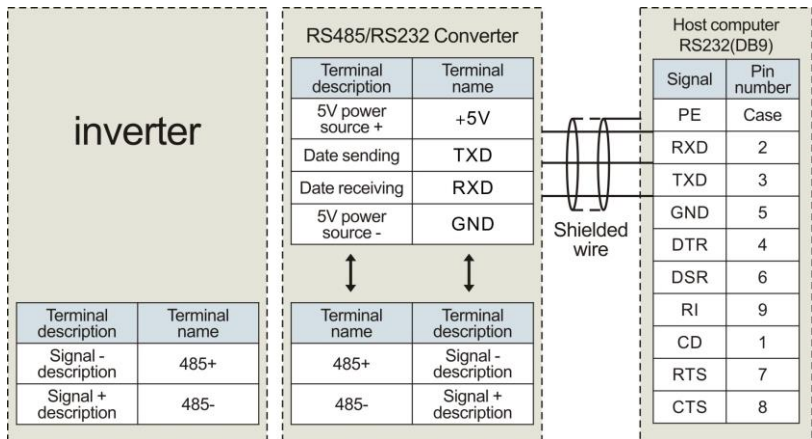 inverter
Terminal description Terminal name
Signal - description 485+
Signal + description 485-
RS485/RS232 Converter
Terminal description Terminal name
5V power source + +5V
Date sending TXD
Date receiving RXD
5V power source - GND
Terminal name Terminal description
485+ Signal - description
485- Signal + description
Shielded
wire
Host computer
RS232(DB9)
Signal Pin number
PE Case
RXD 2
TXD 3
GND 5
DTR 4
DSR 6
RI 9
CD 1
RTS 7
CTS 8